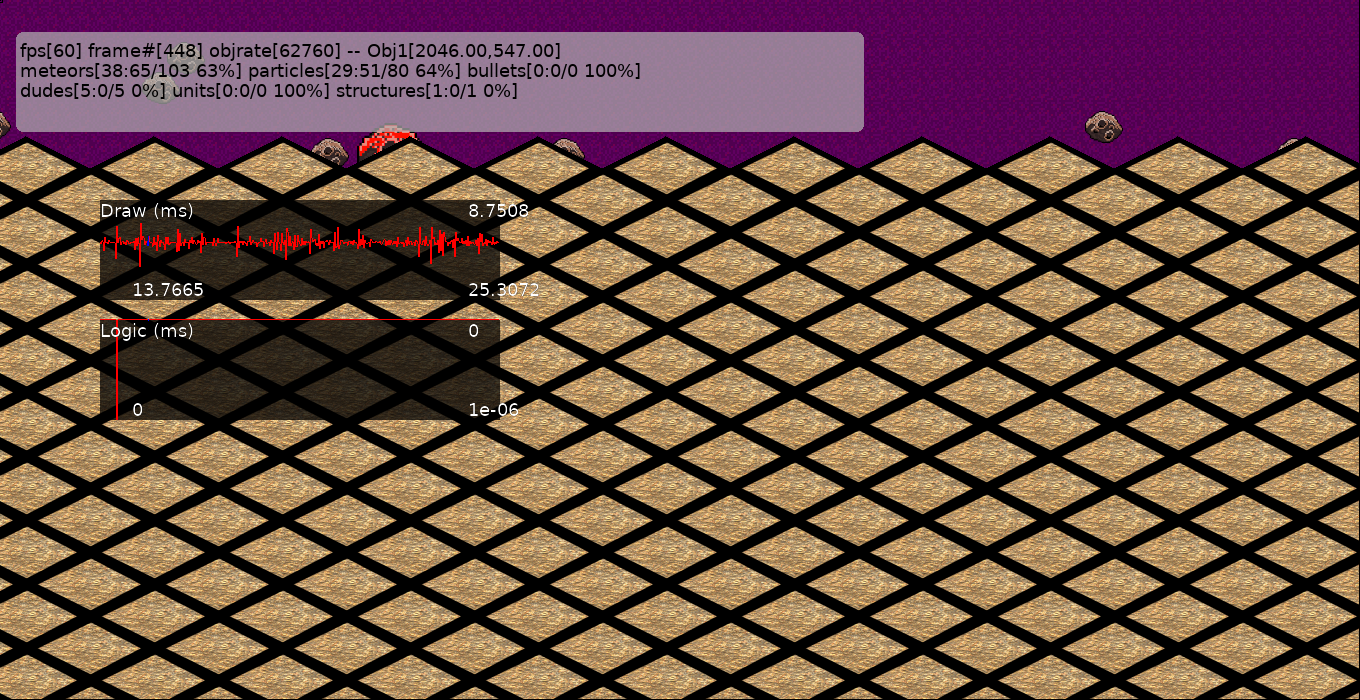 fps[60] frame#[448] objrate[62760] -- Obj1[2046.00,547.00]
meteors[38:65/103 63%] particles[29:51/80 64%] bullets[0:0/0 100%]
dudes[5:0/5 0%] units[0:0/0 100%] structures[1:0/1 0%]
Draw (ms) 8.7508
13.7665 25.3072
Logic (ms) 0
0 1e-06